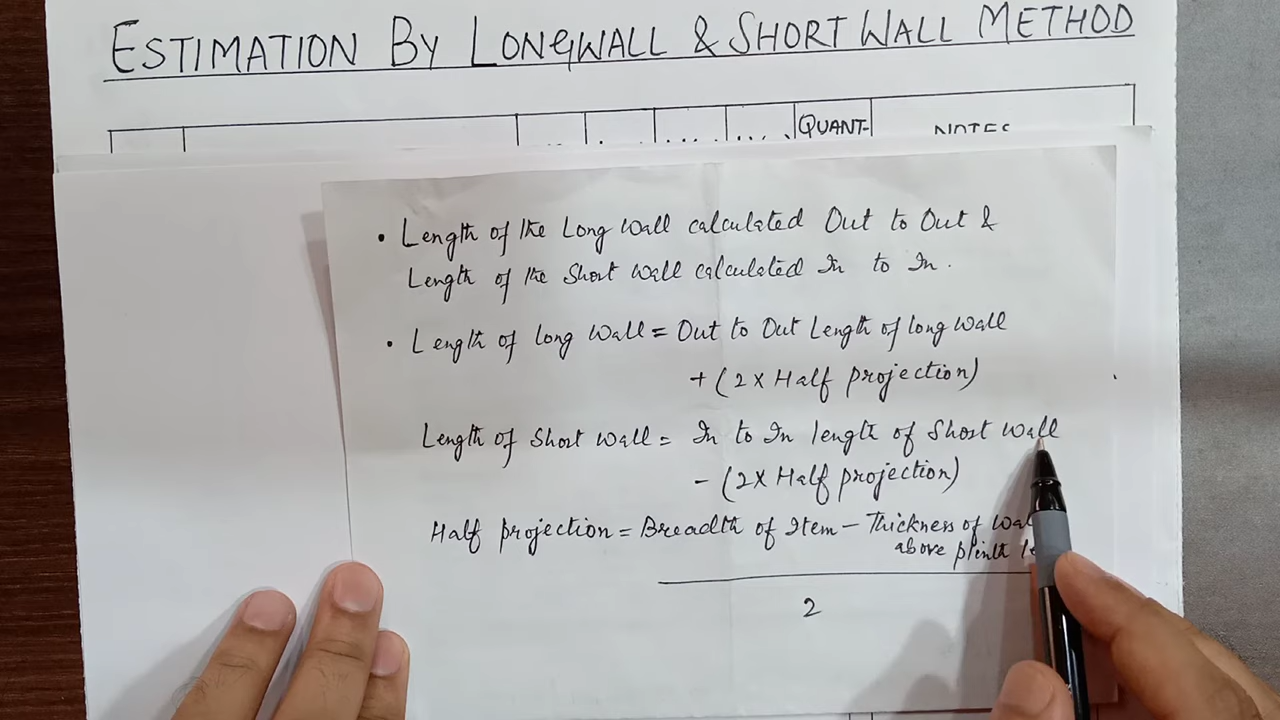 ESTIMATION BY LONGWALL & SHORT WALL METHOD
QUANT-
• Length of the Long Wall calculated Out to Out &
Length of the Short Wall calculated In to In.
• Length of long Wall = Out to Out Length of long Wall
+ (2 X Half projection)
Length of Short Wall = In to In length of Short Wall
- (2X Half projection)
Half projection = Breadth of Item - Thickness of
above plinth
2